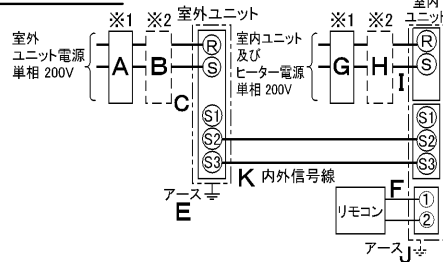 ※1 ※2 室外ユニット
室外
ユニット電源
単相 200V
A B C
R
S
S1
S2
S3
アース
E
※1 ※2 室内
ユニット
室内ユニット
及び
ヒーター電源
単相 200V
G H I
R
S
S1
S2
S3
K 内外信号線
リモコン
F
①
②
アース J